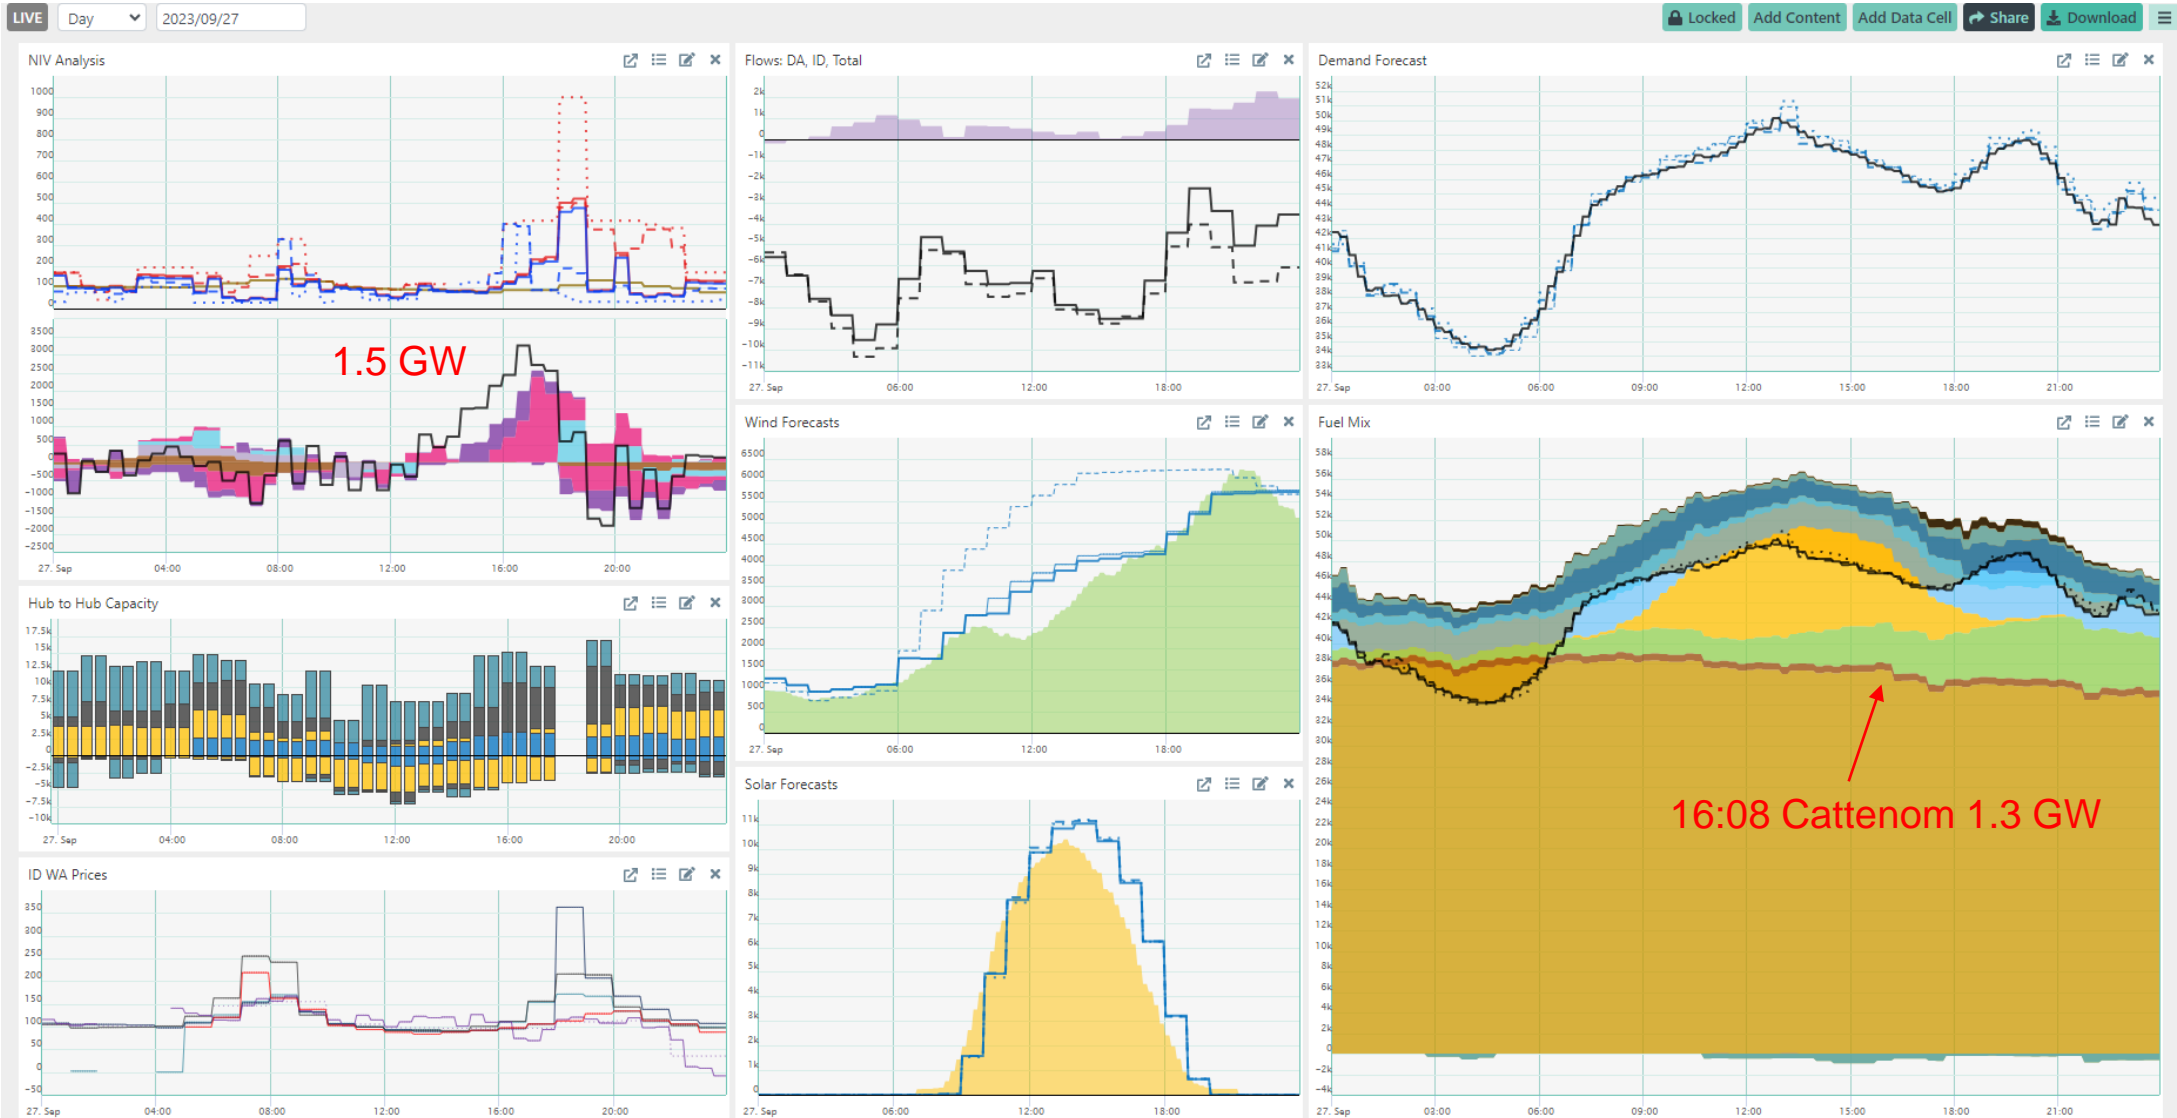 LIVE Day 2023/09/27 Locked Add Content Add Data Cell Share Download
NIV Analysis
1000
900
800
700
600
500
400
300
200
100
0
3500
3000
2500
2000
1500
1000
500
0
-500
-1000
-1500
-2000
-2500
1.5 GW
27. Sep 04:00 08:00 12:00 16:00 20:00
Hub to Hub Capacity
17.5k
15k
12.5k
10k
7.5k
5k
2.5k
0
-2.5k
-5k
-7.5k
-10k
27. Sep 04:00 08:00 12:00 16:00 20:00
ID WA Prices
350
300
250
200
150
100
50
0
-50
27. Sep 04:00 08:00 12:00 16:00 20:00
Flows: DA, ID, Total
2k
1k
0
-1k
-2k
-3k
-4k
-5k
-6k
-7k
-8k
-9k
-10k
-11k
27. Sep 06:00 12:00 18:00
Wind Forecasts
6500
6000
5500
5000
4500
4000
3500
3000
2500
2000
1500
1000
500
0
27. Sep 06:00 12:00 18:00
Solar Forecasts
11k
10k
9k
8k
7k
6k
5k
4k
3k
2k
1k
0
27. Sep 06:00 12:00 18:00
Demand Forecast
52k
51k
50k
49k
48k
47k
46k
45k
44k
43k
42k
41k
40k
39k
38k
37k
36k
35k
34k
33k
27. Sep 03:00 06:00 09:00 12:00 15:00 18:00 21:00
Fuel Mix
58k
56k
54k
52k
50k
48k
46k
44k
42k
40k
38k
36k
34k
32k
30k
28k
26k
24k
22k
20k
18k
16k
14k
12k
10k
8k
6k
4k
2k
0
-2k
-4k
16:08 Cattenom 1.3 GW
27. Sep 03:00 06:00 09:00 12:00 15:00 18:00 21:00